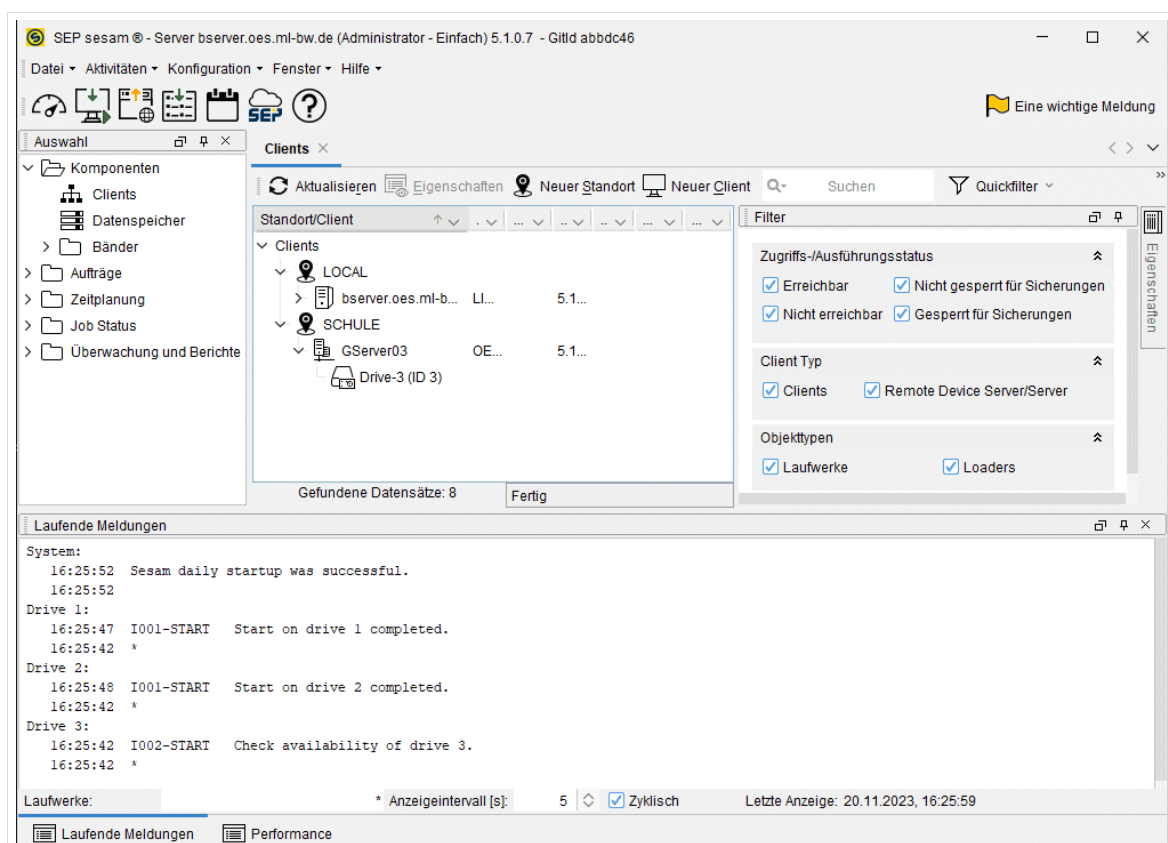 SEP sesam ® - Server bserver.oes.ml-bw.de (Administrator - Einfach) 5.1.0.7 - GitId abbdc46
Datei Aktivitäten Konfiguration Fenster Hilfe
SEP
Eine wichtige Meldung
Auswahl
Komponenten
Clients
Datenspeicher
Bänder
Aufträge
Zeitplanung
Job Status
Überwachung und Berichte
Clients
Aktualisieren Eigenschaften Neuer Standort Neuer Client Suchen Quickfilter
Standort/Client . ... .. .. ... ...
Clients
LOCAL
bserver.oes.ml-b... LI... 5.1...
SCHULE
GServer03 OE... 5.1...
Drive-3 (ID 3)
Gefundene Datensätze: 8 Fertig
Filter
Zugriffs-/Ausführungsstatus
Erreichbar Nicht gesperrt für Sicherungen
Nicht erreichbar Gesperrt für Sicherungen
Client Typ
Clients Remote Device Server/Server
Objekttypen
Laufwerke Loaders
Eigenschaften
Laufende Meldungen
System:
16:25:52 Sesam daily startup was successful.
16:25:52
Drive 1:
16:25:47 I001-START Start on drive 1 completed.
16:25:42 *
Drive 2:
16:25:48 I001-START Start on drive 2 completed.
16:25:42 *
Drive 3:
16:25:42 I002-START Check availability of drive 3.
16:25:42 *
Laufwerke: * Anzeigeintervall [s]: 5 Zyklisch Letzte Anzeige: 20.11.2023, 16:25:59
Laufende Meldungen Performance